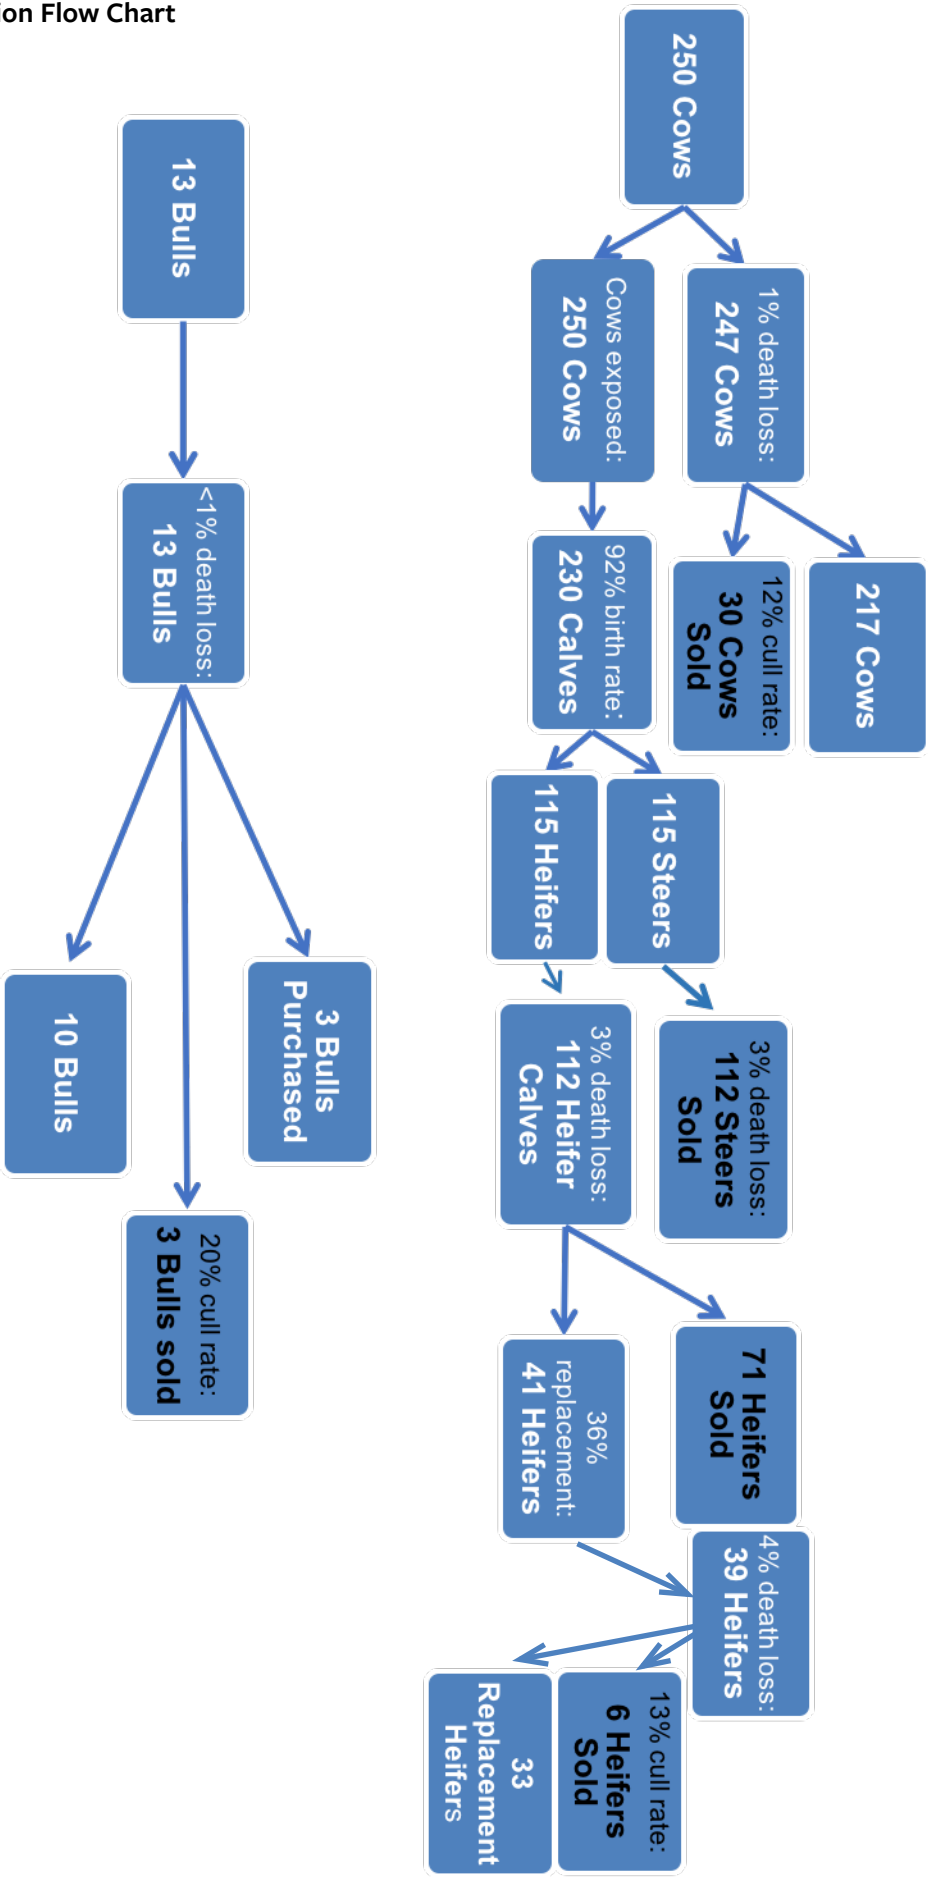 ion Flow Chart
250 Cows
1% death loss:
247 Cows
Cows exposed:
250 Cows
217 Cows
12% cull rate:
30 Cows
Sold
92% birth rate:
230 Calves
115 Steers
115 Heifers
3% death loss:
112 Steers
Sold
3% death loss:
112 Heifer
Calves
71 Heifers
Sold
36%
replacement:
41 Heifers
4% death loss:
39 Heifers
13% cull rate:
6 Heifers
Sold
33
Replacement
Heifers
13 Bulls
<1% death loss:
13 Bulls
3 Bulls
Purchased
20% cull rate:
3 Bulls sold
10 Bulls